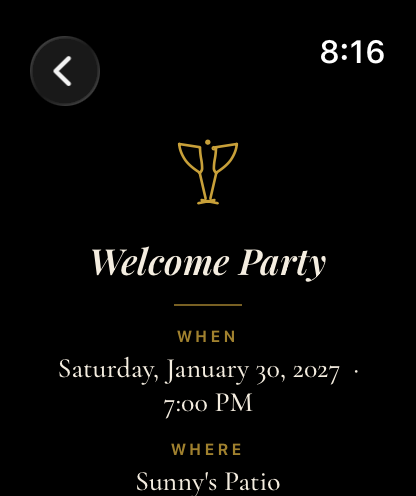 8:16
Welcome Party
WHEN
Saturday, January 30, 2027 ·
7:00 PM
WHERE
Sunny's Patio